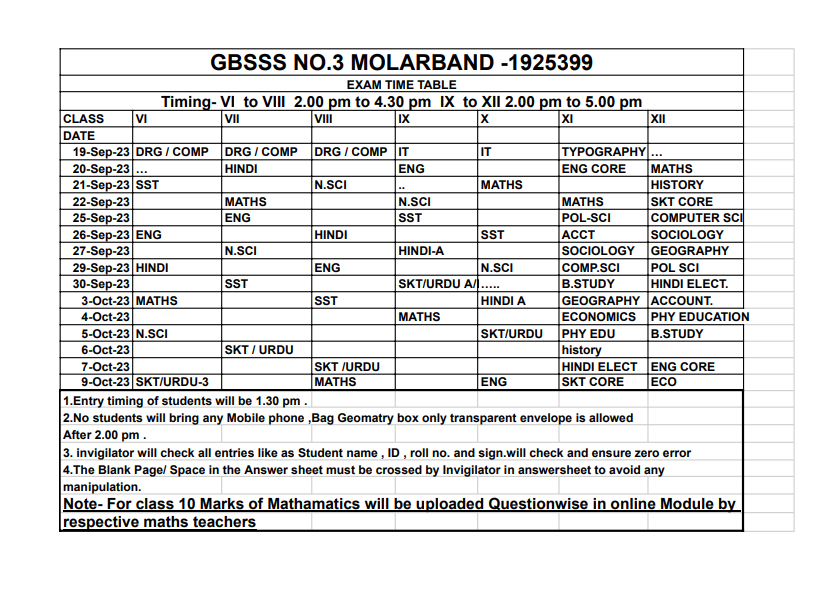 GBSSS NO.3 MOLARBAND -1925399
EXAM TIME TABLE
Timing- VI to VIII 2.00 pm to 4.30 pm IX to XII 2.00 pm to 5.00 pm
CLASS VI VII VIII IX X XI XII
DATE
19-Sep-23 DRG / COMP DRG / COMP DRG / COMP IT IT TYPOGRAPHY ...
20-Sep-23 ... HINDI ENG ENG CORE MATHS
21-Sep-23 SST N.SCI .. MATHS HISTORY
22-Sep-23 MATHS N.SCI MATHS SKT CORE
25-Sep-23 ENG SST POL-SCI COMPUTER SCI
26-Sep-23 ENG HINDI SST ACCT SOCIOLOGY
27-Sep-23 N.SCI HINDI-A SOCIOLOGY GEOGRAPHY
29-Sep-23 HINDI ENG N.SCI COMP.SCI POL SCI
30-Sep-23 SST SKT/URDU A/ ..... B.STUDY HINDI ELECT.
3-Oct-23 MATHS SST HINDI A GEOGRAPHY ACCOUNT.
4-Oct-23 MATHS ECONOMICS PHY EDUCATION
5-Oct-23 N.SCI SKT/URDU PHY EDU B.STUDY
6-Oct-23 SKT / URDU history
7-Oct-23 SKT /URDU HINDI ELECT ENG CORE
9-Oct-23 SKT/URDU-3 MATHS ENG SKT CORE ECO
1.Entry timing of students will be 1.30 pm .
2.No students will bring any Mobile phone ,Bag Geomatry box only transparent envelope is allowed
After 2.00 pm .
3. invigilator will check all entries like as Student name , ID , roll no. and sign.will check and ensure zero error
4.The Blank Page/ Space in the Answer sheet must be crossed by Invigilator in answersheet to avoid any
manipulation.
Note- For class 10 Marks of Mathamatics will be uploaded Questionwise in online Module by
respective maths teachers